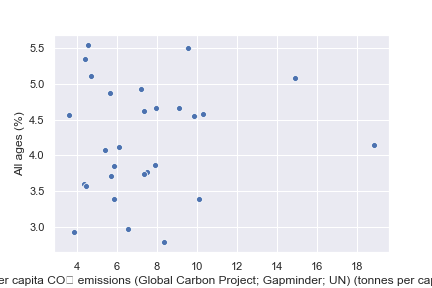 5.5
5.0
4.5
4.0
3.5
3.0
All ages (%)
4 6 8 10 12 14 16 18
er capita CO□ emissions (Global Carbon Project; Gapminder; UN) (tonnes per cap